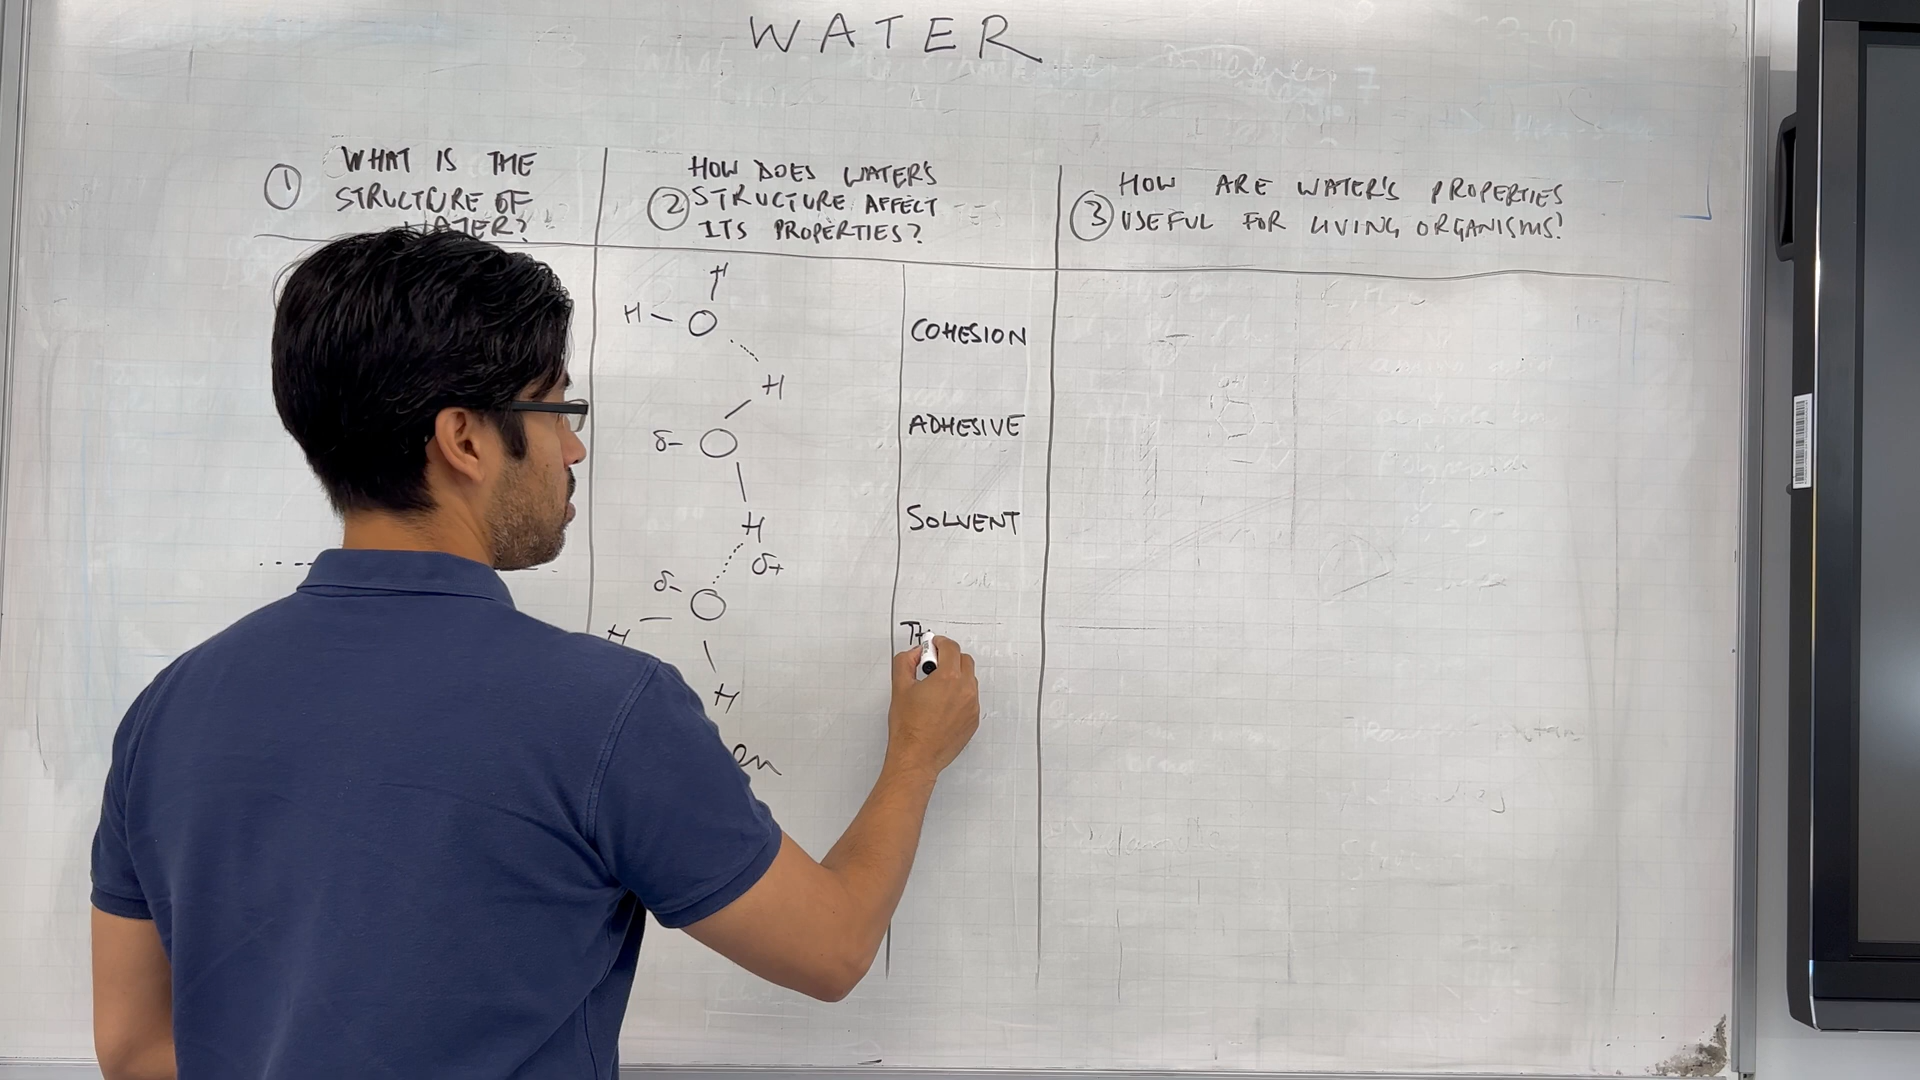 WATER
① WHAT IS THE
STRUCTURE OF
WATER?
② HOW DOES WATER'S
STRUCTURE AFFECT
ITS PROPERTIES?
③ HOW ARE WATER'S PROPERTIES
USEFUL FOR LIVING ORGANISMS?
H
H O
H
δ- O
H
δ+
δ- O
H
H
COHESION
ADHESIVE
SOLVENT